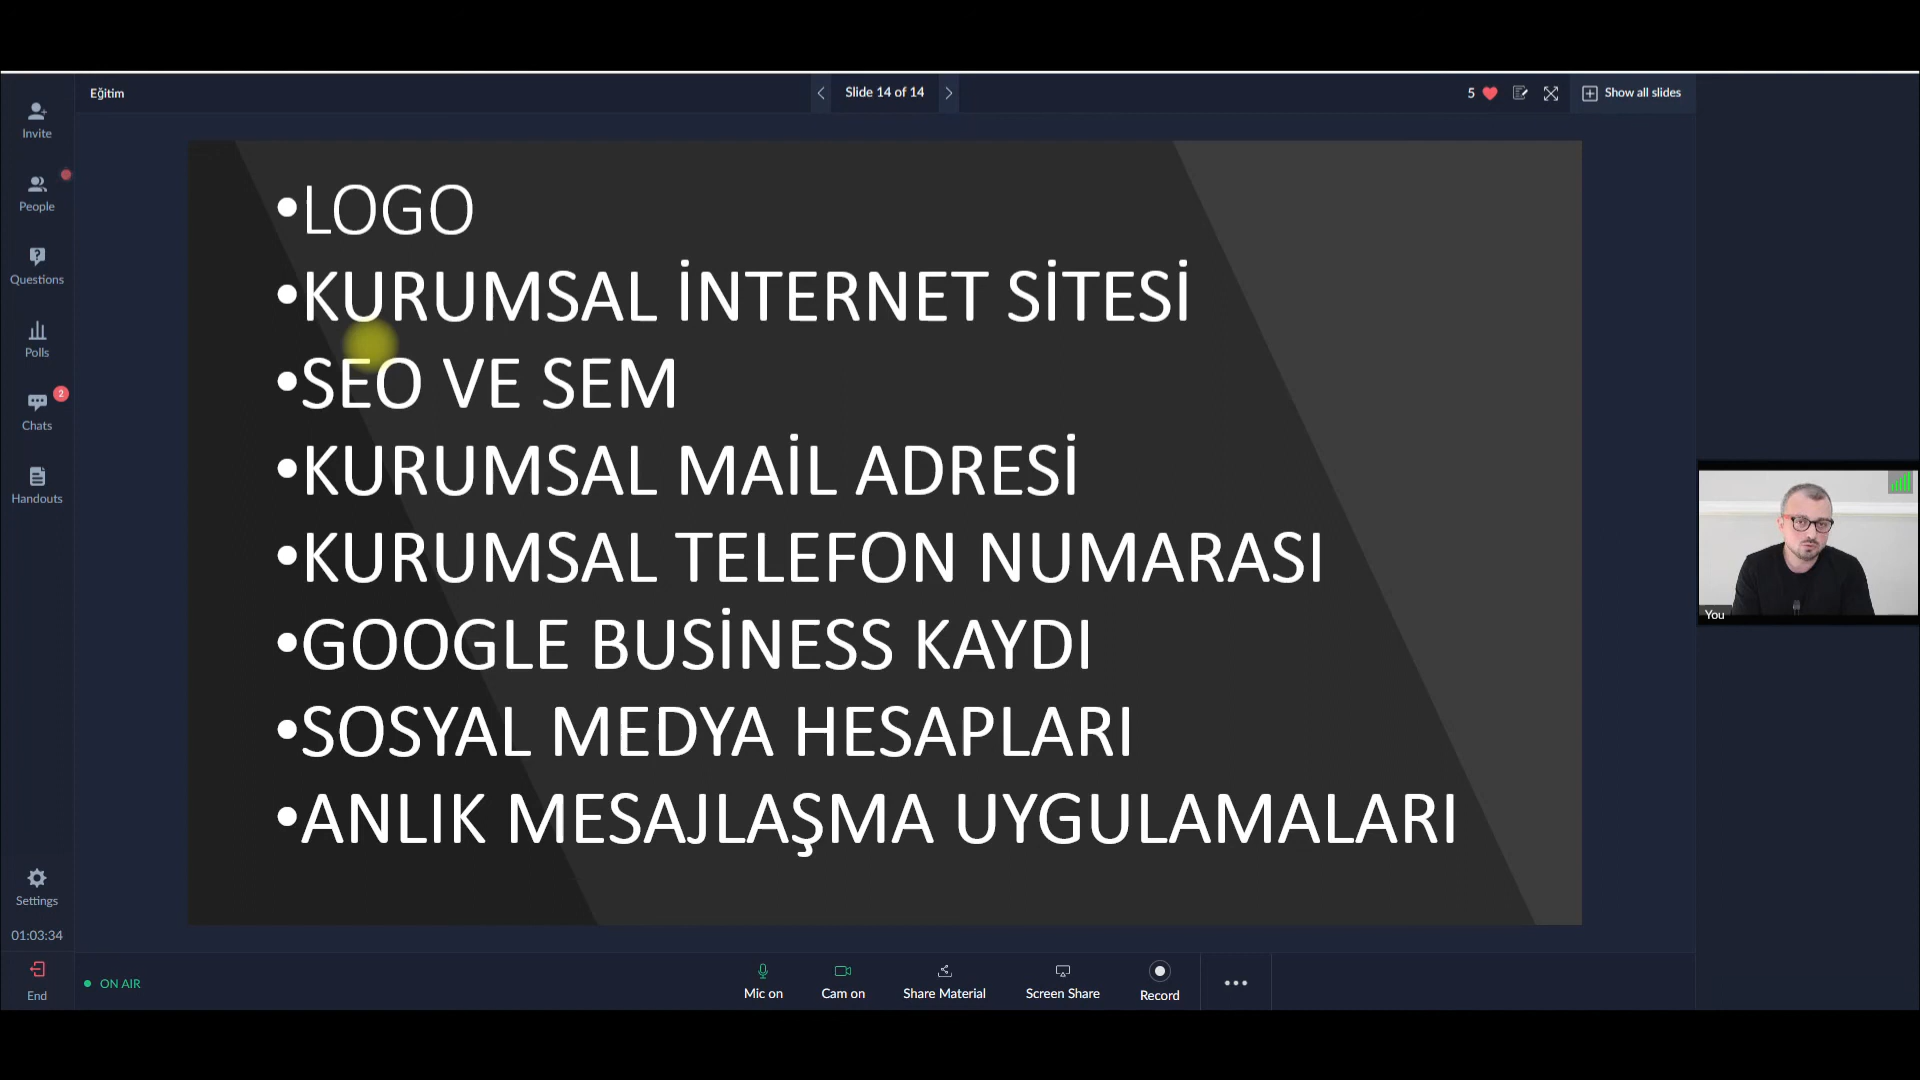 Eğitim
Slide 14 of 14
5
Show all slides
Invite
People
Questions
Polls
2
Chats
Handouts
•LOGO
•KURUMSAL İNTERNET SİTESİ
•SEO VE SEM
•KURUMSAL MAİL ADRESİ
•KURUMSAL TELEFON NUMARASI
•GOOGLE BUSİNESS KAYDI
•SOSYAL MEDYA HESAPLARI
•ANLIK MESAJLAŞMA UYGULAMALARI
You
Settings
01:03:34
End
ON AIR
Mic on
Cam on
Share Material
Screen Share
Record